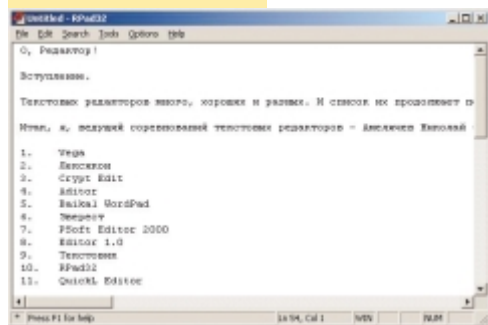 Untitled - RPad32
File Edit Search Tools Options Help
О, Редактор!
Вступление.
Текстовых редакторов много, хороших и разных. И список их продолжает
Итак, я, ведущий соревнований текстовых редакторов - Амеличев Николай
1. Vega
2. Лексикон
3. Crypt Edit
4. Aditor
5. Baikal WordPad
6. Эверест
7. PSoft Editor 2000
8. Editor 1.0
9. Текстовик
10. RPad32
11. QuickL Editor
* Press F1 for help Ln 54, Col 1 WIN NUM